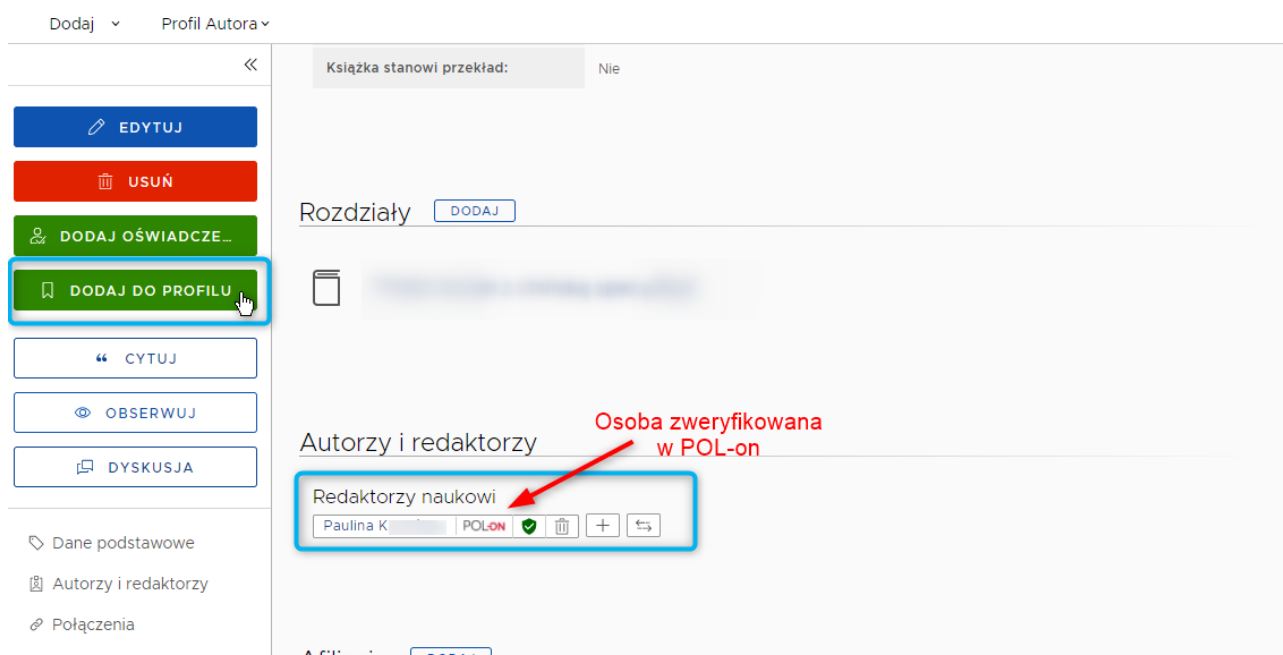 Dodaj Profil Autora
Książka stanowi przekład: Nie
EDYTUJ
USUŃ
DODAJ OŚWIADCZE...
DODAJ DO PROFILU
CYTUJ
OBSERWUJ
DYSKUSJA
Dane podstawowe
Autorzy i redaktorzy
Połączenia
Rozdziały DODAJ
Autorzy i redaktorzy
Osoba zweryfikowana
w POL-on
Redaktorzy naukowi
Paulina K POL-ON